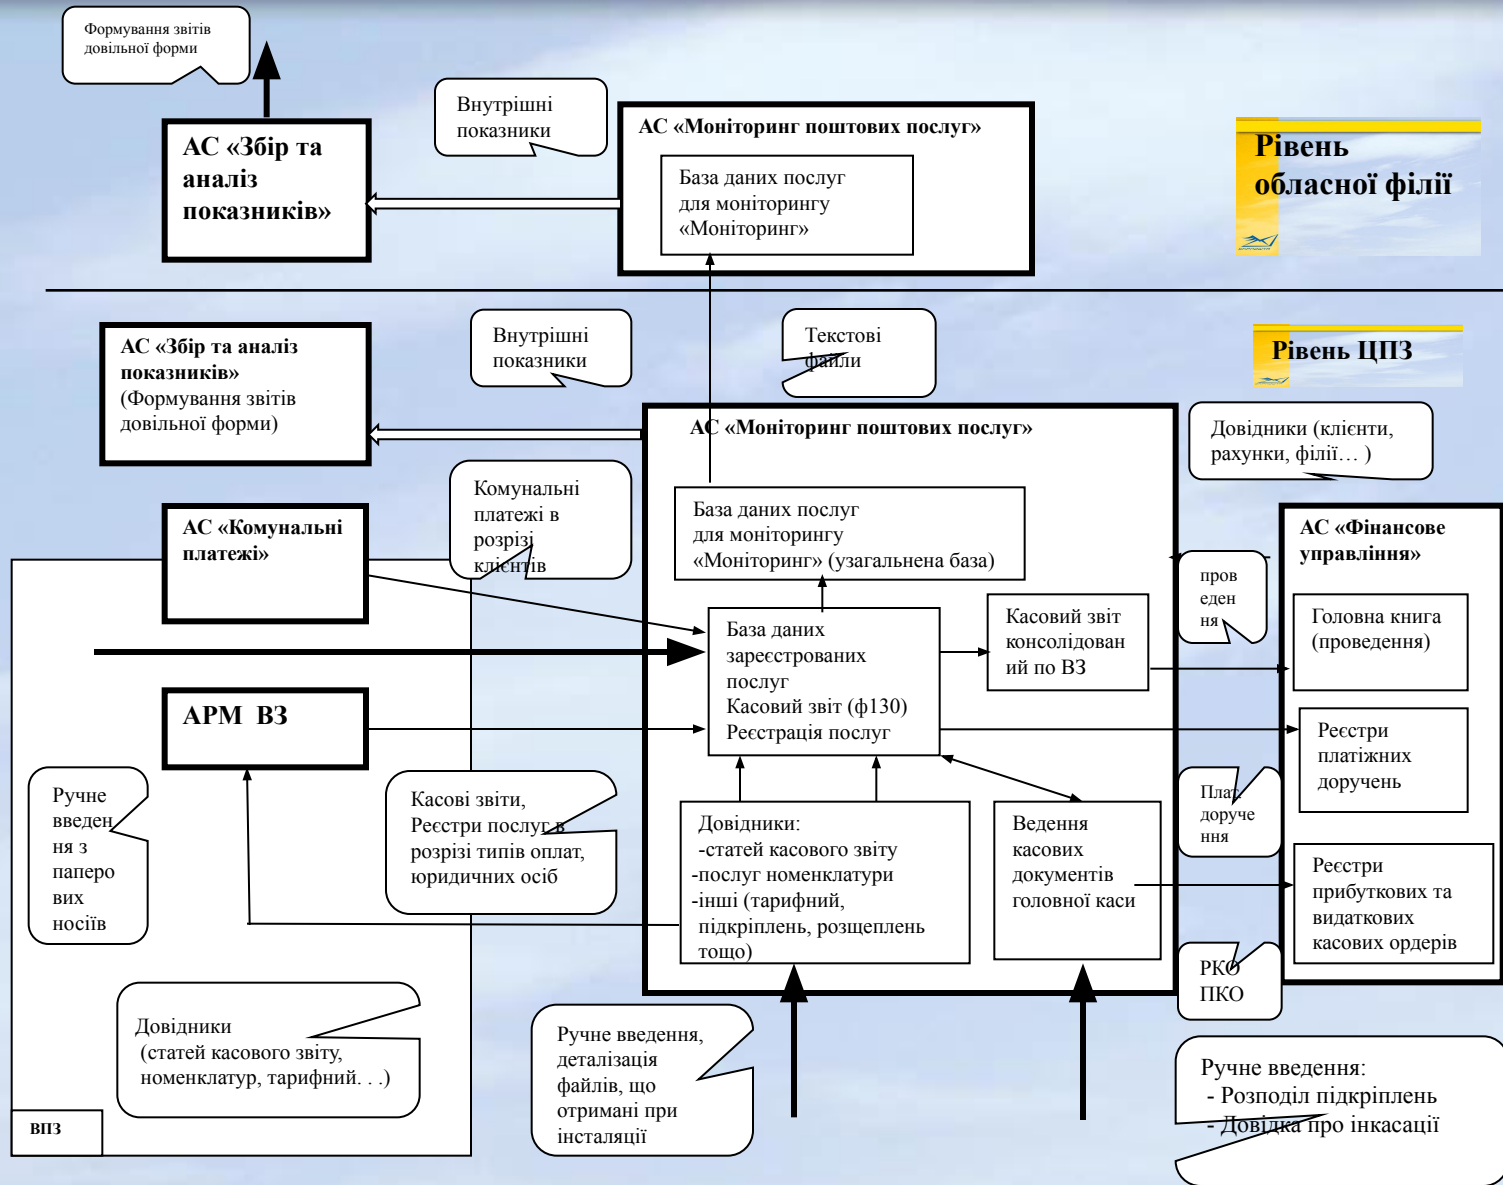 Формування звітів
довільної форми
АС «Збір та
аналіз
показників»
Внутрішні
показники
АС «Моніторинг поштових послуг»
База даних послуг
для моніторингу
«Моніторинг»
Рівень
обласної філії
АС «Збір та аналіз
показників»
(Формування звітів
довільної форми)
Внутрішні
показники
Текстові
файли
Рівень ЦПЗ
АС «Моніторинг поштових послуг»
Довідники (клієнти,
рахунки, філії… )
Комунальні
платежі в
розрізі
клієнтів
База даних послуг
для моніторингу
«Моніторинг» (узагальнена база)
АС «Комунальні
платежі»
АС «Фінансове
управління»
пров
еден
ня
База даних
зареєстрованих
послуг
Касовий звіт (ф130)
Реєстрація послуг
Касовий звіт
консолідован
ий по ВЗ
Головна книга
(проведення)
АРМ ВЗ
Реєстри
платіжних
доручень
Ручне
введен
ня з
паперо
вих
носіїв
Касові звіти,
Реєстри послуг в
розрізі типів оплат,
юридичних осіб
Довідники:
-статей касового звіту
-послуг номенклатури
-інші (тарифний,
підкріплень, розщеплень
тощо)
Ведення
касових
документів
головної каси
Плат.
доруче
ння
Реєстри
прибуткових та
видаткових
касових ордерів
РКО
ПКО
Довідники
(статей касового звіту,
номенклатур, тарифний. . .)
Ручне введення,
деталізація
файлів, що
отримані при
інсталяції
Ручне введення:
- Розподіл підкріплень
- Довідка про інкасації
ВПЗ